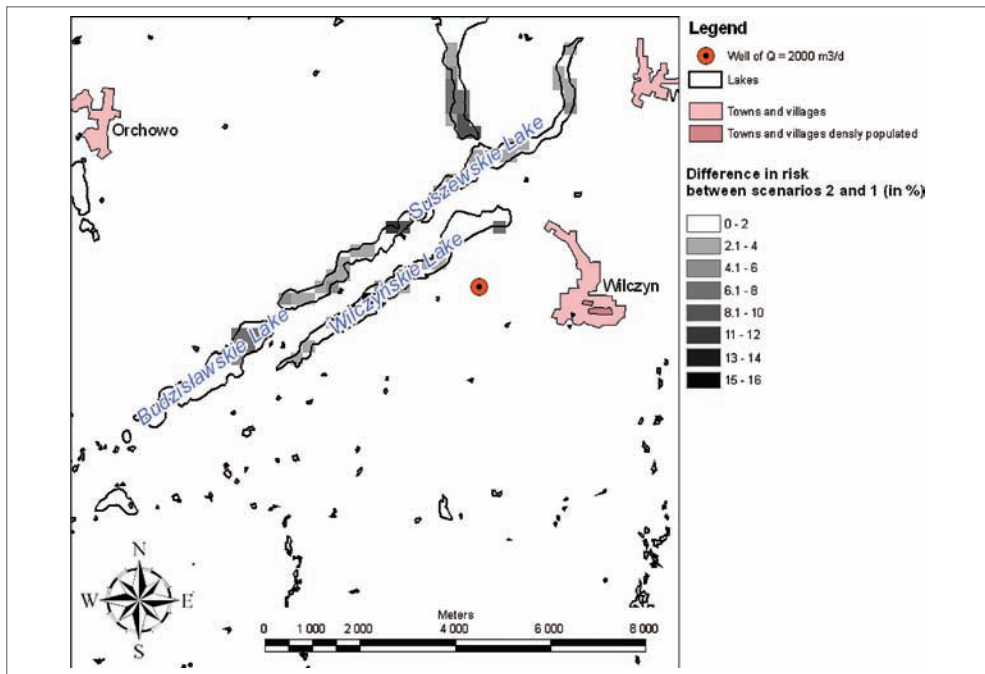 Orchowo
Suszewskie Lake
Wilczyńskie Lake
Budzisławskie Lake
Wilczyn
N
W
E
S
Meters
0 1 000 2 000 4 000 6 000 8 000
Legend
Well of Q = 2000 m3/d
Lakes
Towns and villages
Towns and villages densly populated
Difference in risk
between scenarios 2 and 1 (in %)
0 - 2
2.1 - 4
4.1 - 6
6.1 - 8
8.1 - 10
11 - 12
13 - 14
15 - 16